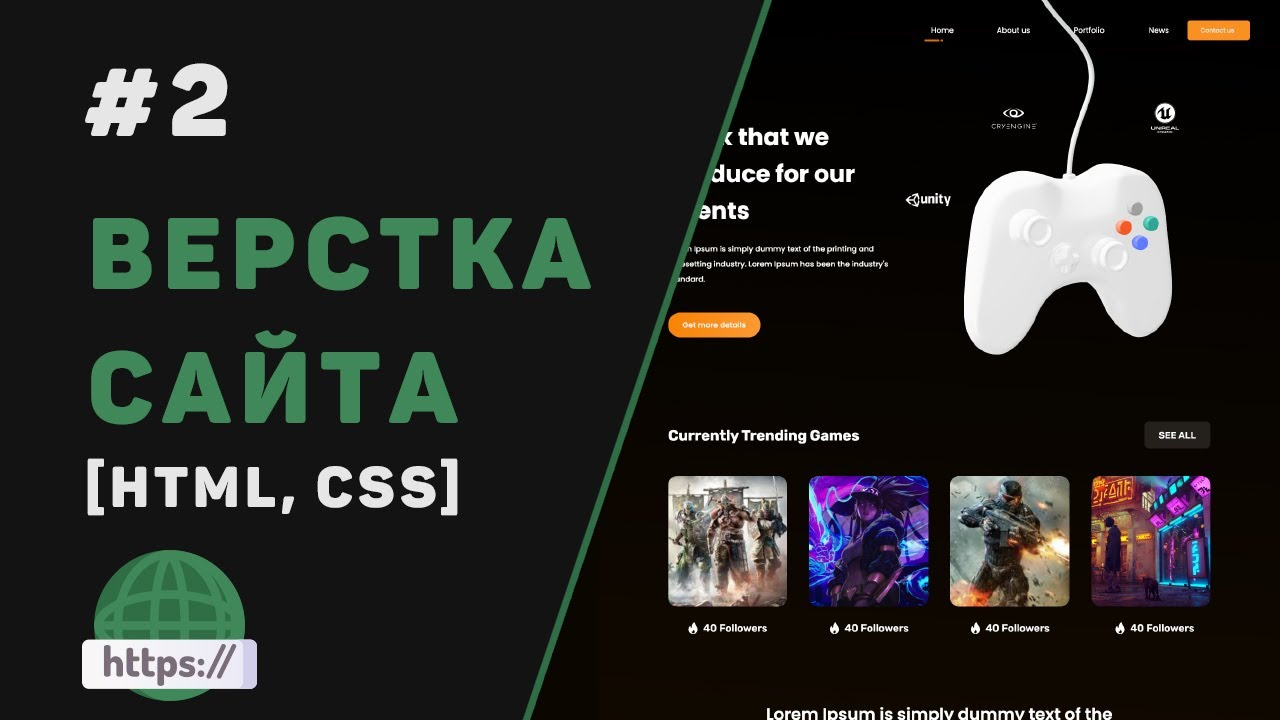 #2
ВЕРСТКА
САЙТА
[HTML, CSS]
https://
Home About us Portfolio News Contact us
CRYENGINE
UNREAL
unity
that we
duce for our
ents
Ipsum is simply dummy text of the printing and
setting industry. Lorem Ipsum has been the industry's
andard.
Get more details
Currently Trending Games
SEE ALL
40 Followers 40 Followers 40 Followers 40 Followers
Lorem Ipsum is simply dummy text of the